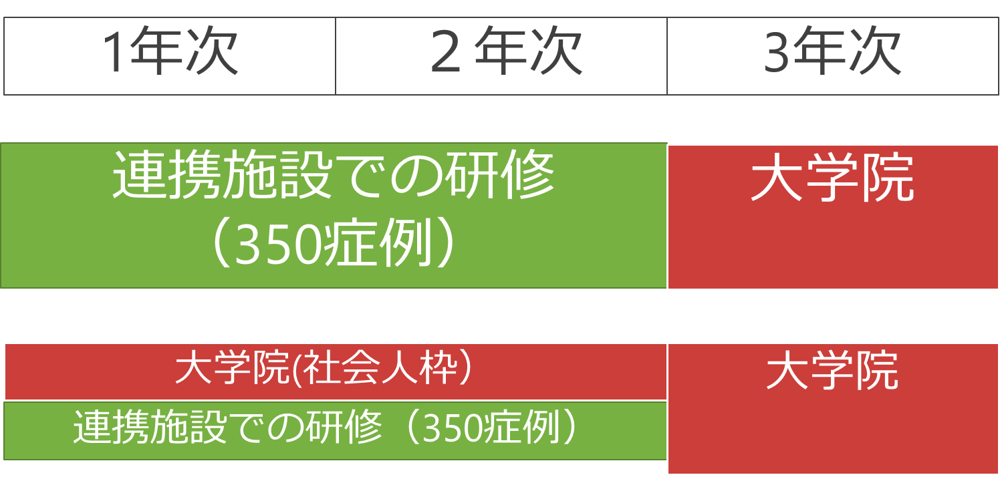 1年次
２年次
3年次
連携施設での研修
（350症例）
大学院
大学院(社会人枠）
大学院
連携施設での研修（350症例）